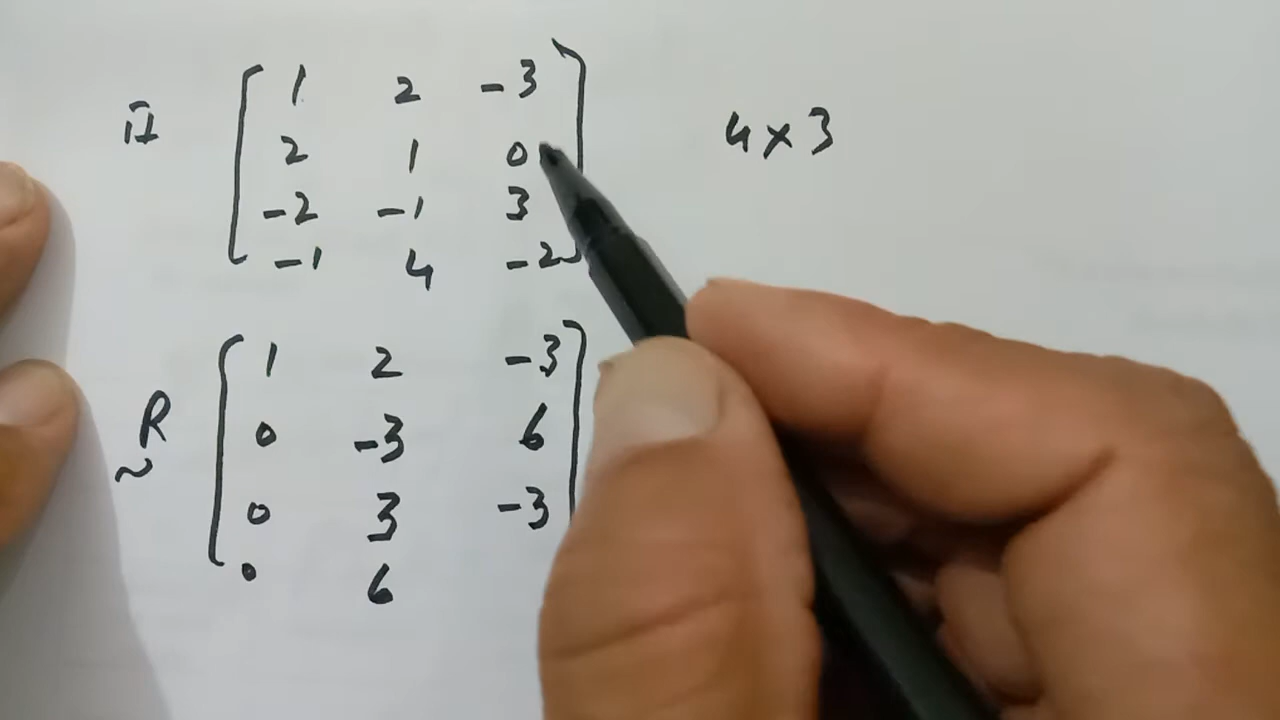 ii [ 1 2 -3 ] 4 × 3
2 1 0
-2 -1 3
-1 4 -2
R ~ [ 1 2 -3 ]
0 -3 6
0 3 -3
0 6